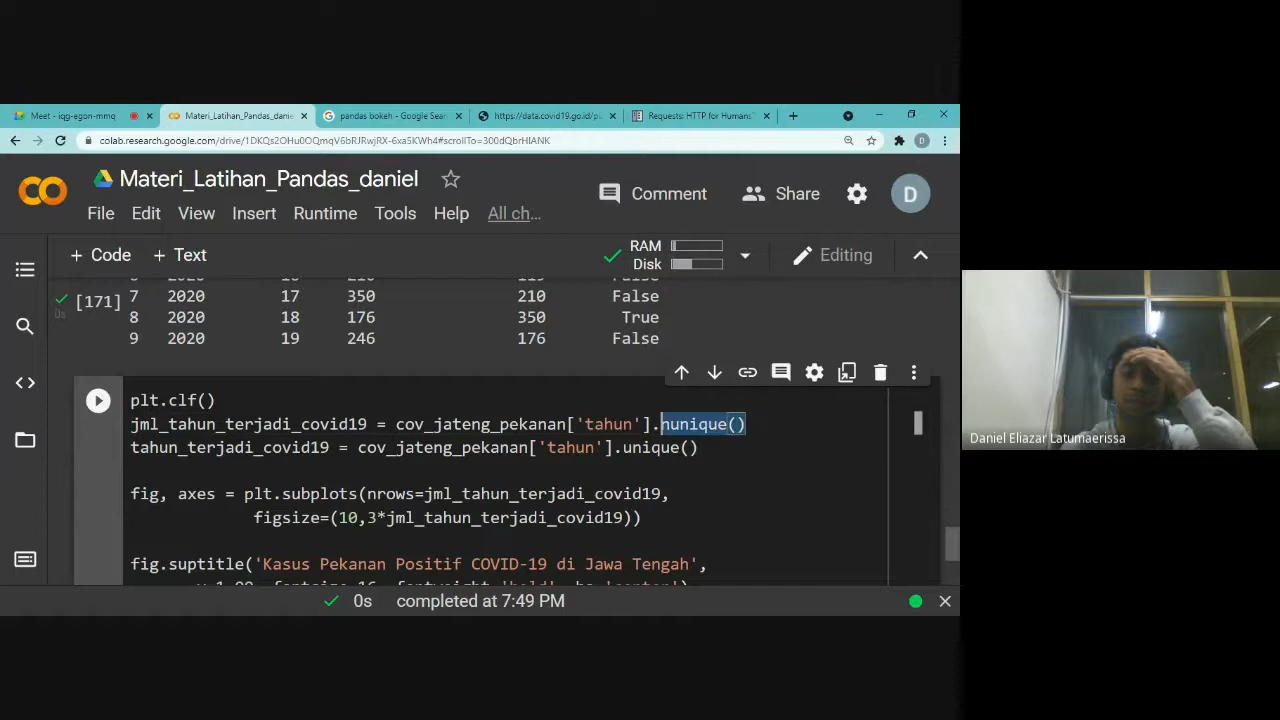 Meet - iqg-egon-mmq
Materi_Latihan_Pandas_danie
pandas bokeh - Google Sear
https://data.covid19.go.id/pu
Requests: HTTP for Humans
colab.research.google.com/drive/1DKQs2OHu0OQmqV6bRJRwjRX-6xa5KWh4#scrollTo=300dQbrHIANK
D
CO
Materi_Latihan_Pandas_daniel
Comment
Share
D
File Edit View Insert Runtime Tools Help All ch...
+ Code + Text
RAM
Disk
Editing
[171]
0s
7 2020 17 350 210 False
8 2020 18 176 350 True
9 2020 19 246 176 False
plt.clf()
jml_tahun_terjadi_covid19 = cov_jateng_pekanan['tahun'].nunique()
tahun_terjadi_covid19 = cov_jateng_pekanan['tahun'].unique()
fig, axes = plt.subplots(nrows=jml_tahun_terjadi_covid19,
figsize=(10,3*jml_tahun_terjadi_covid19))
fig.suptitle('Kasus Pekanan Positif COVID-19 di Jawa Tengah',
0s completed at 7:49 PM
Daniel Eliazar Latumaerissa